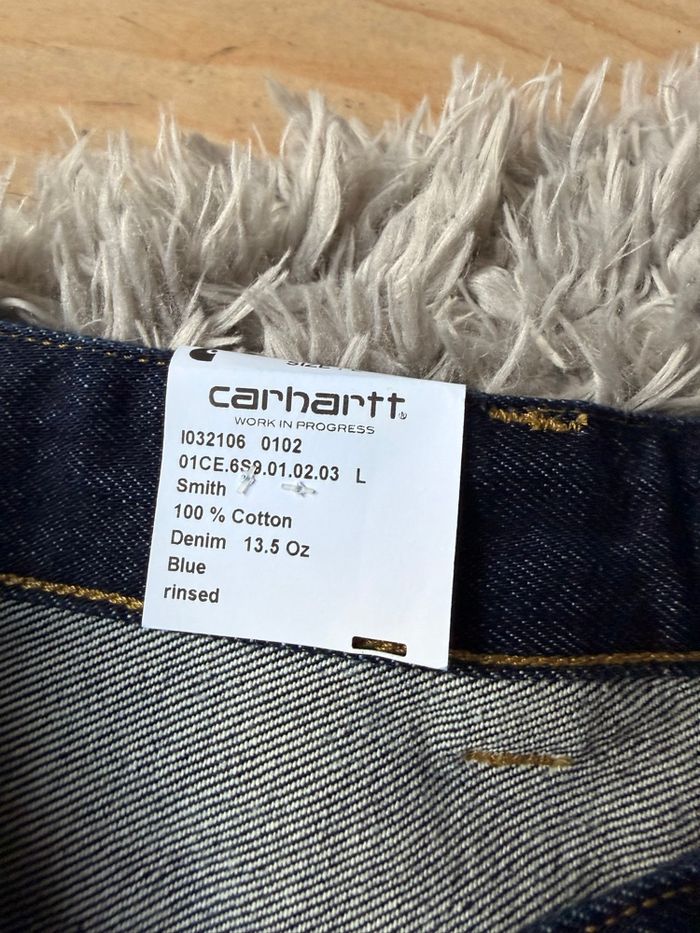 carhartt®
WORK IN PROGRESS
I032106 0102
01CE.6S9.01.02.03 L
Smith
100 % Cotton
Denim 13.5 Oz
Blue
rinsed